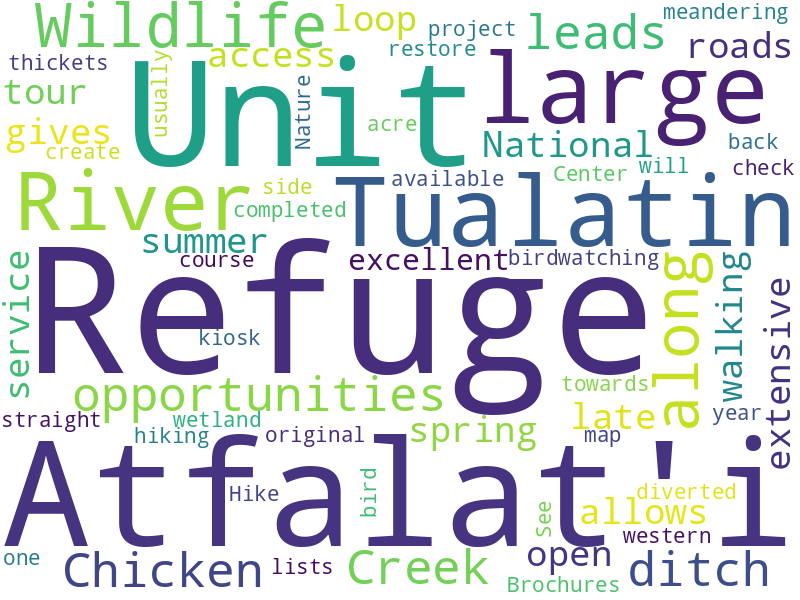 Wildlife
loop
project
meandering
leads
roads
restore
access
thickets
tour
usually
Unit
large
Nature
acre
gives
create
National
back
Center
will
check
River
side
available
Tualatin
completed
summer
course
excellent
birdwatching
service
Refuge
along
walking
extensive
kiosk
opportunities
towards
straight
wetland
late
year
hiking
original
spring
map
Atfalat'i
Hike
bird
See
diverted
allows
western
one
Chicken
lists
Creek
open
ditch
Brochures